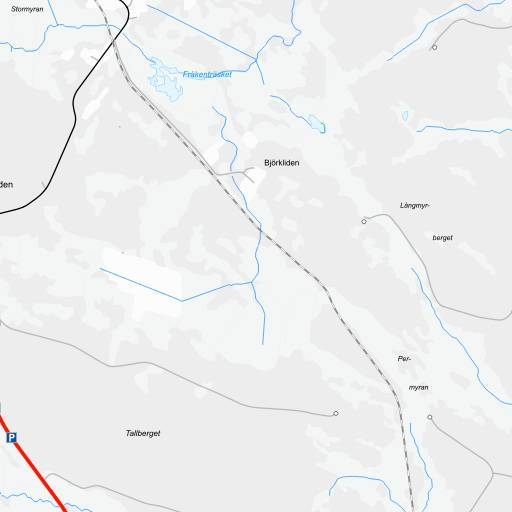 Stormyran
Fräkenträsket
Björkliden
den
Långmyr-
berget
Per-
myran
Tallberget
P